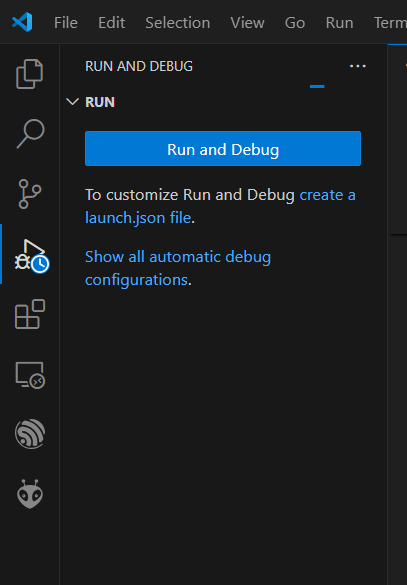 File Edit Selection View Go Run Term
RUN AND DEBUG
RUN
Run and Debug
To customize Run and Debug create a
launch.json file.
Show all automatic debug
configurations.